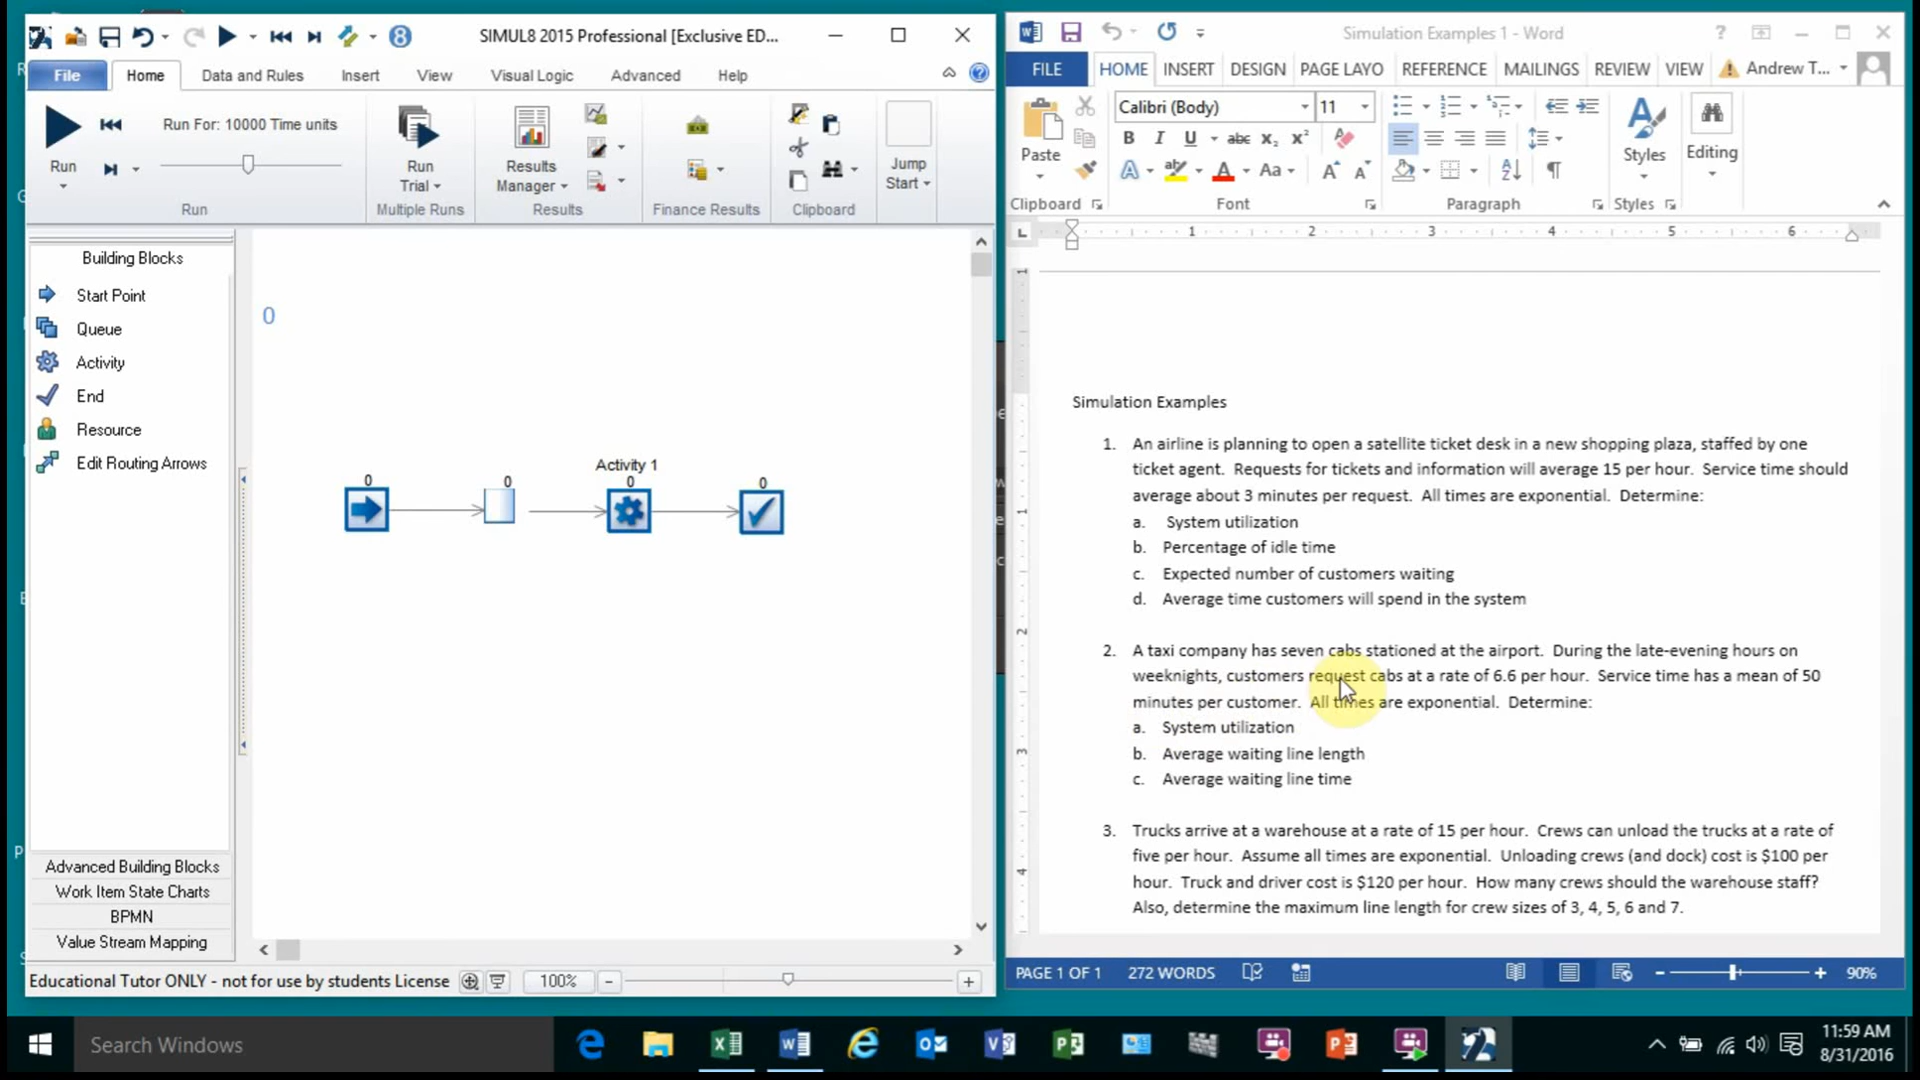 SIMUL8 2015 Professional [Exclusive ED...
File
Home
Data and Rules
Insert
View
Visual Logic
Advanced
Help
Run
Run For: 10000 Time units
Run
Run Trial
Multiple Runs
Results Manager
Results
Finance Results
Clipboard
Jump Start
Building Blocks
Start Point
Queue
Activity
End
Resource
Edit Routing Arrows
Advanced Building Blocks
Work Item State Charts
BPMN
Value Stream Mapping
0
Activity 1
0
0
0
0
Educational Tutor ONLY - not for use by students License
100%
Simulation Examples 1 - Word
FILE
HOME
INSERT
DESIGN
PAGE LAYO
REFERENCE
MAILINGS
REVIEW
VIEW
Andrew T...
Paste
Clipboard
Calibri (Body)
11
Font
Paragraph
Styles
Styles
Editing
1 2 3 4 5 6
Simulation Examples
1. An airline is planning to open a satellite ticket desk in a new shopping plaza, staffed by one
ticket agent. Requests for tickets and information will average 15 per hour. Service time should
average about 3 minutes per request. All times are exponential. Determine:
a. System utilization
b. Percentage of idle time
c. Expected number of customers waiting
d. Average time customers will spend in the system
2. A taxi company has seven cabs stationed at the airport. During the late-evening hours on
weeknights, customers request cabs at a rate of 6.6 per hour. Service time has a mean of 50
minutes per customer. All times are exponential. Determine:
a. System utilization
b. Average waiting line length
c. Average waiting line time
3. Trucks arrive at a warehouse at a rate of 15 per hour. Crews can unload the trucks at a rate of
five per hour. Assume all times are exponential. Unloading crews (and dock) cost is $100 per
hour. Truck and driver cost is $120 per hour. How many crews should the warehouse staff?
Also, determine the maximum line length for crew sizes of 3, 4, 5, 6 and 7.
PAGE 1 OF 1
272 WORDS
90%
Search Windows
11:59 AM
8/31/2016